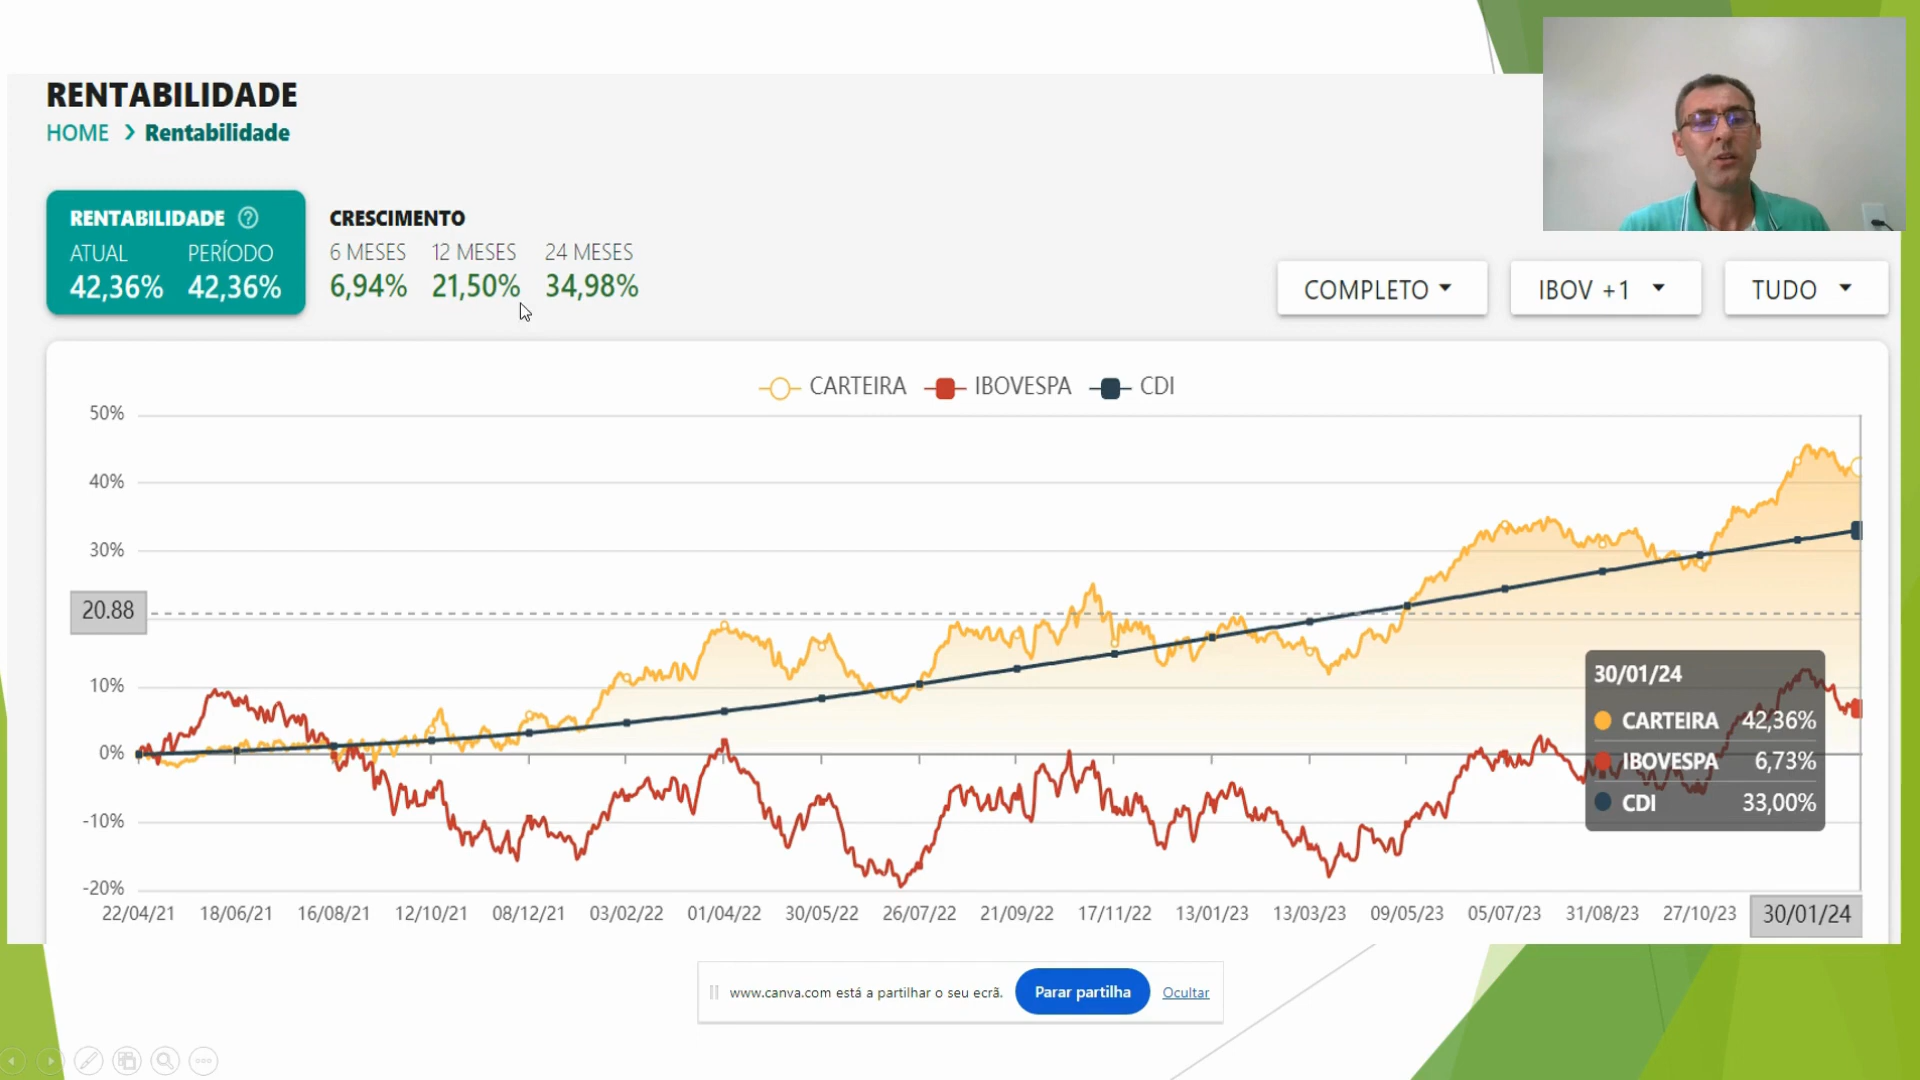 RENTABILIDADE
HOME > Rentabilidade
RENTABILIDADE ?
ATUAL PERÍODO
42,36% 42,36%
CRESCIMENTO
6 MESES 12 MESES 24 MESES
6,94% 21,50% 34,98%
COMPLETO IBOV +1 TUDO
CARTEIRA IBOVESPA CDI
50%
40%
30%
20.88
10%
0%
-10%
-20%
30/01/24
CARTEIRA 42,36%
IBOVESPA 6,73%
CDI 33,00%
22/04/21 18/06/21 16/08/21 12/10/21 08/12/21 03/02/22 01/04/22 30/05/22 26/07/22 21/09/22 17/11/22 13/01/23 13/03/23 09/05/23 05/07/23 31/08/23 27/10/23 30/01/24
www.canva.com está a partilhar o seu ecrã. Parar partilha Ocultar